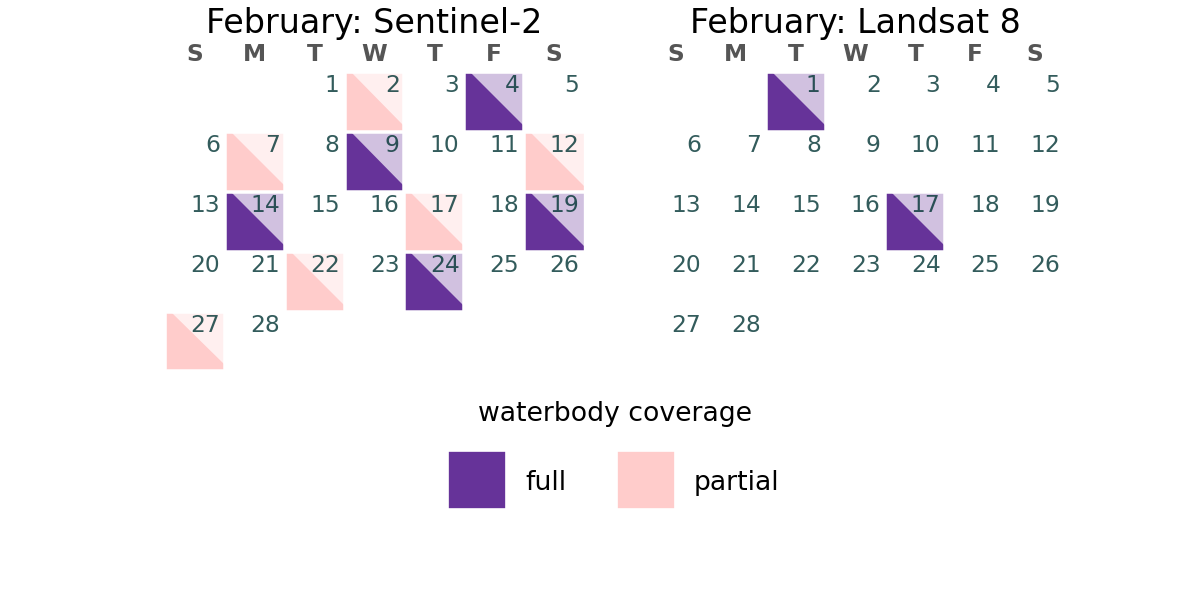 February: Sentinel-2
S M T W T F S
1 2 3 4 5
6 7 8 9 10 11 12
13 14 15 16 17 18 19
20 21 22 23 24 25 26
27 28
February: Landsat 8
S M T W T F S
1 2 3 4 5
6 7 8 9 10 11 12
13 14 15 16 17 18 19
20 21 22 23 24 25 26
27 28
waterbody coverage
full
partial